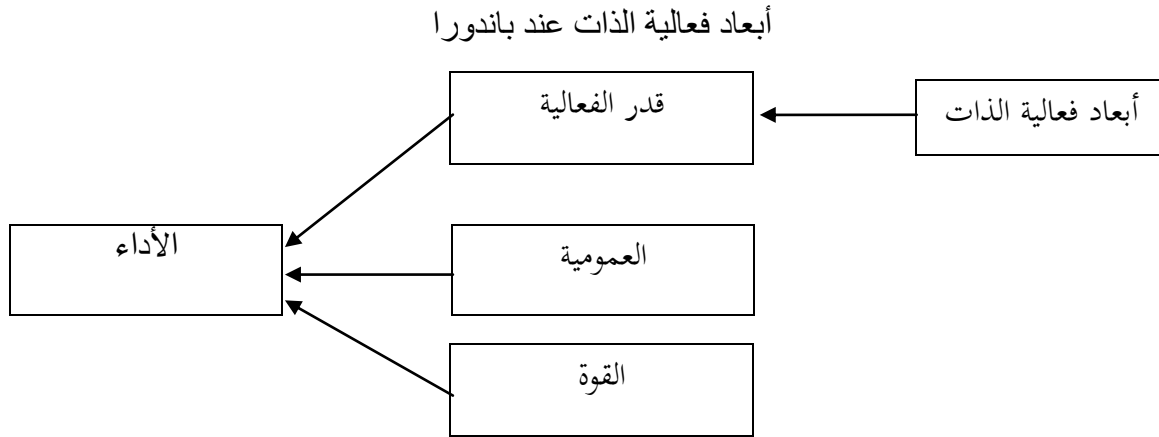 أبعاد فعالية الذات عند باندورا
أبعاد فعالية الذات
قدر الفعالية
العمومية
القوة
الأداء